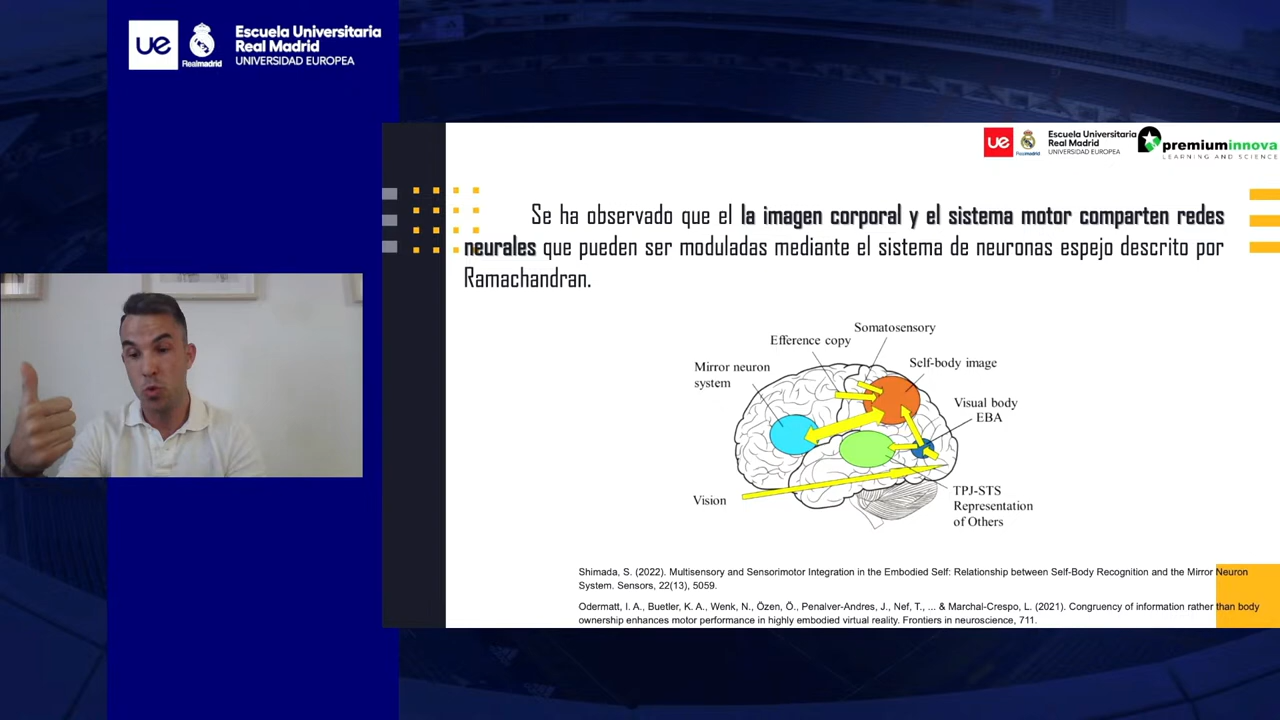 ue
Realmadrid
Escuela Universitaria
Real Madrid
UNIVERSIDAD EUROPEA
ue
Realmadrid
Escuela Universitaria
Real Madrid
UNIVERSIDAD EUROPEA
premiuminnova
LEARNING AND SCIENCE
Se ha observado que el la imagen corporal y el sistema motor comparten redes
neurales que pueden ser moduladas mediante el sistema de neuronas espejo descrito por
Ramachandran.
Somatosensory
Efference copy
Mirror neuron
system
Self-body image
Visual body
EBA
Vision
TPJ-STS
Representation
of Others
Shimada, S. (2022). Multisensory and Sensorimotor Integration in the Embodied Self: Relationship between Self-Body Recognition and the Mirror Neuron
System. Sensors, 22(13), 5059.
Odermatt, I. A., Buetler, K. A., Wenk, N., Özen, Ö., Penalver-Andres, J., Nef, T., ... & Marchal-Crespo, L. (2021). Congruency of information rather than body
ownership enhances motor performance in highly embodied virtual reality. Frontiers in neuroscience, 711.